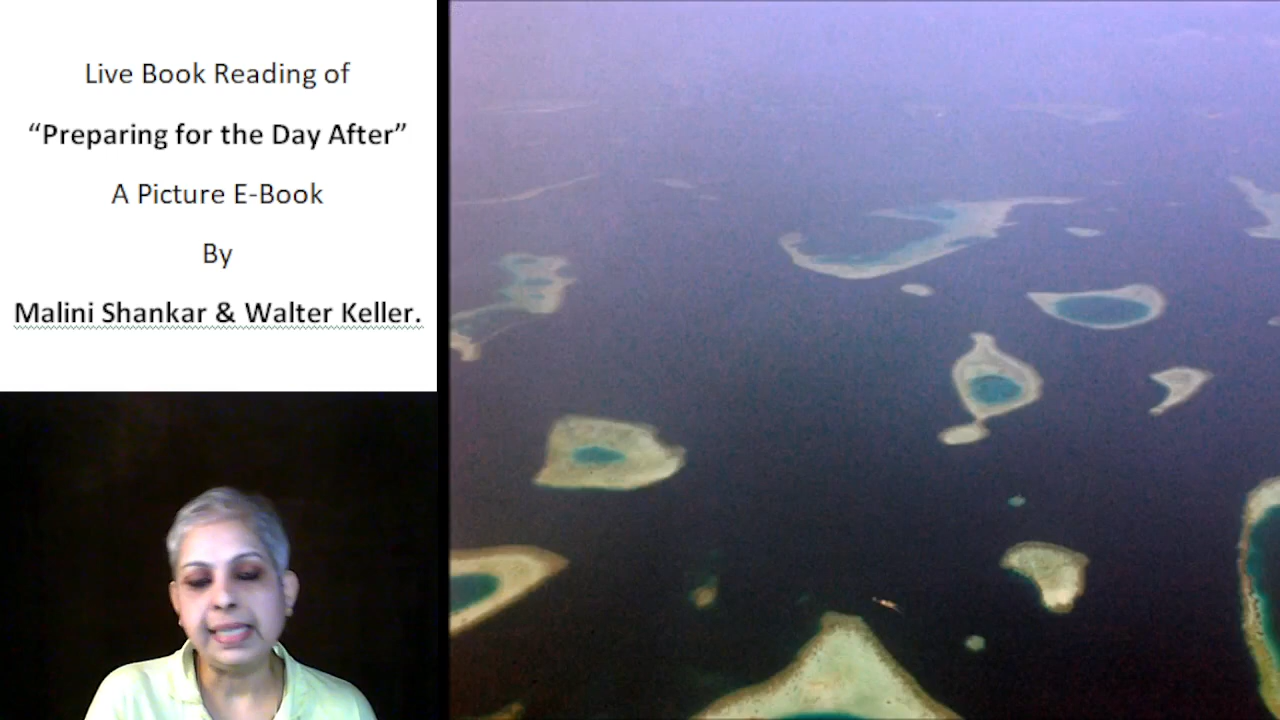 Live Book Reading of
“Preparing for the Day After”
A Picture E-Book
By
Malini Shankar & Walter Keller.